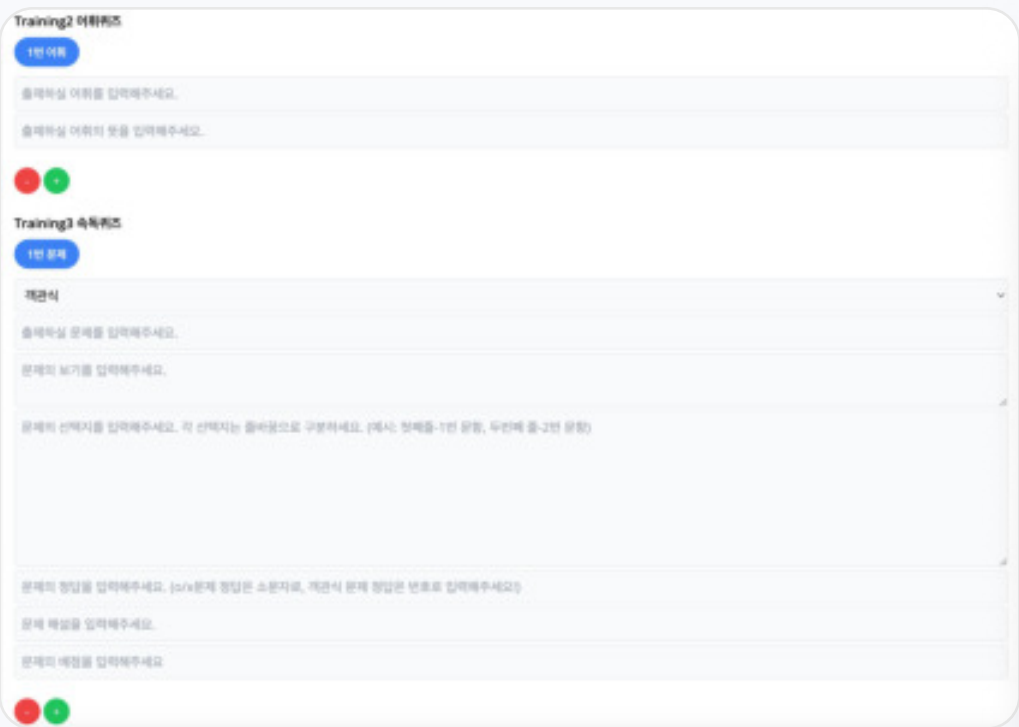 Training2 어휘퀴즈
1번 어휘
출제하실 어휘를 입력해주세요.
출제하실 어휘의 뜻을 입력해주세요.
-
+
Training3 속독퀴즈
1번 문제
객관식
출제하실 문제를 입력해주세요.
문제의 보기를 입력해주세요.
문제의 선택지를 입력해주세요. 각 선택지는 줄바꿈으로 구분하세요. (예시: 첫째줄-1번 문항, 두번째 줄-2번 문항)
문제의 정답을 입력해주세요. (o/x문제 정답은 소문자로, 객관식 문제 정답은 번호로 입력해주세요!)
문제 해설을 입력해주세요.
문제의 배점을 입력해주세요
-
+